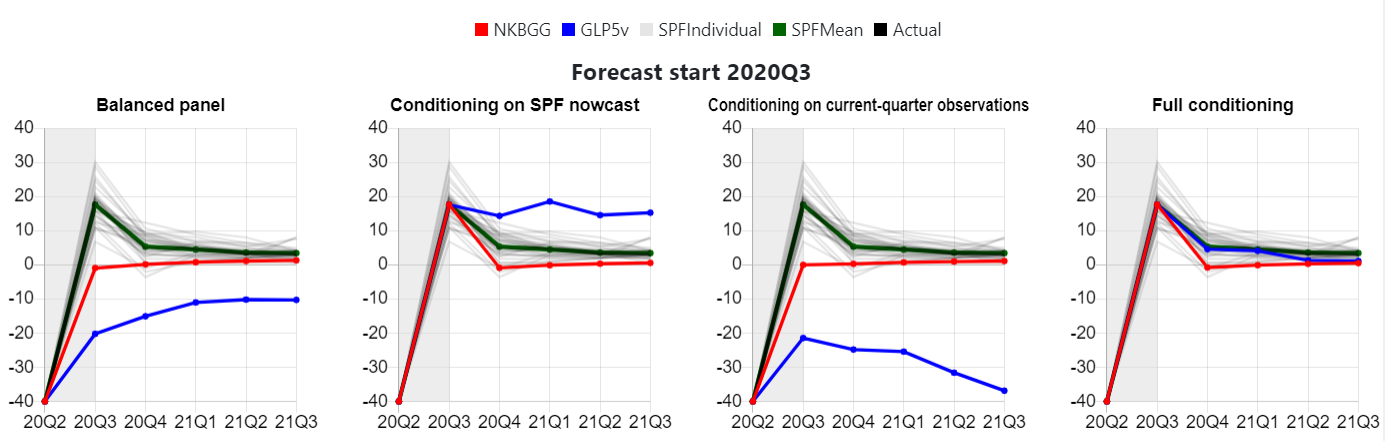 NKBGG GLP5v SPFIndividual SPFMean Actual
Forecast start 2020Q3
Balanced panel Conditioning on SPF nowcast Conditioning on current-quarter observations Full conditioning
40 40 40 40
30 30 30 30
20 20 20 20
10 10 10 10
0 0 0 0
-10 -10 -10 -10
-20 -20 -20 -20
-30 -30 -30 -30
-40 -40 -40 -40
20Q2 20Q3 20Q4 21Q1 21Q2 21Q3 20Q2 20Q3 20Q4 21Q1 21Q2 21Q3 20Q2 20Q3 20Q4 21Q1 21Q2 21Q3 20Q2 20Q3 20Q4 21Q1 21Q2 21Q3